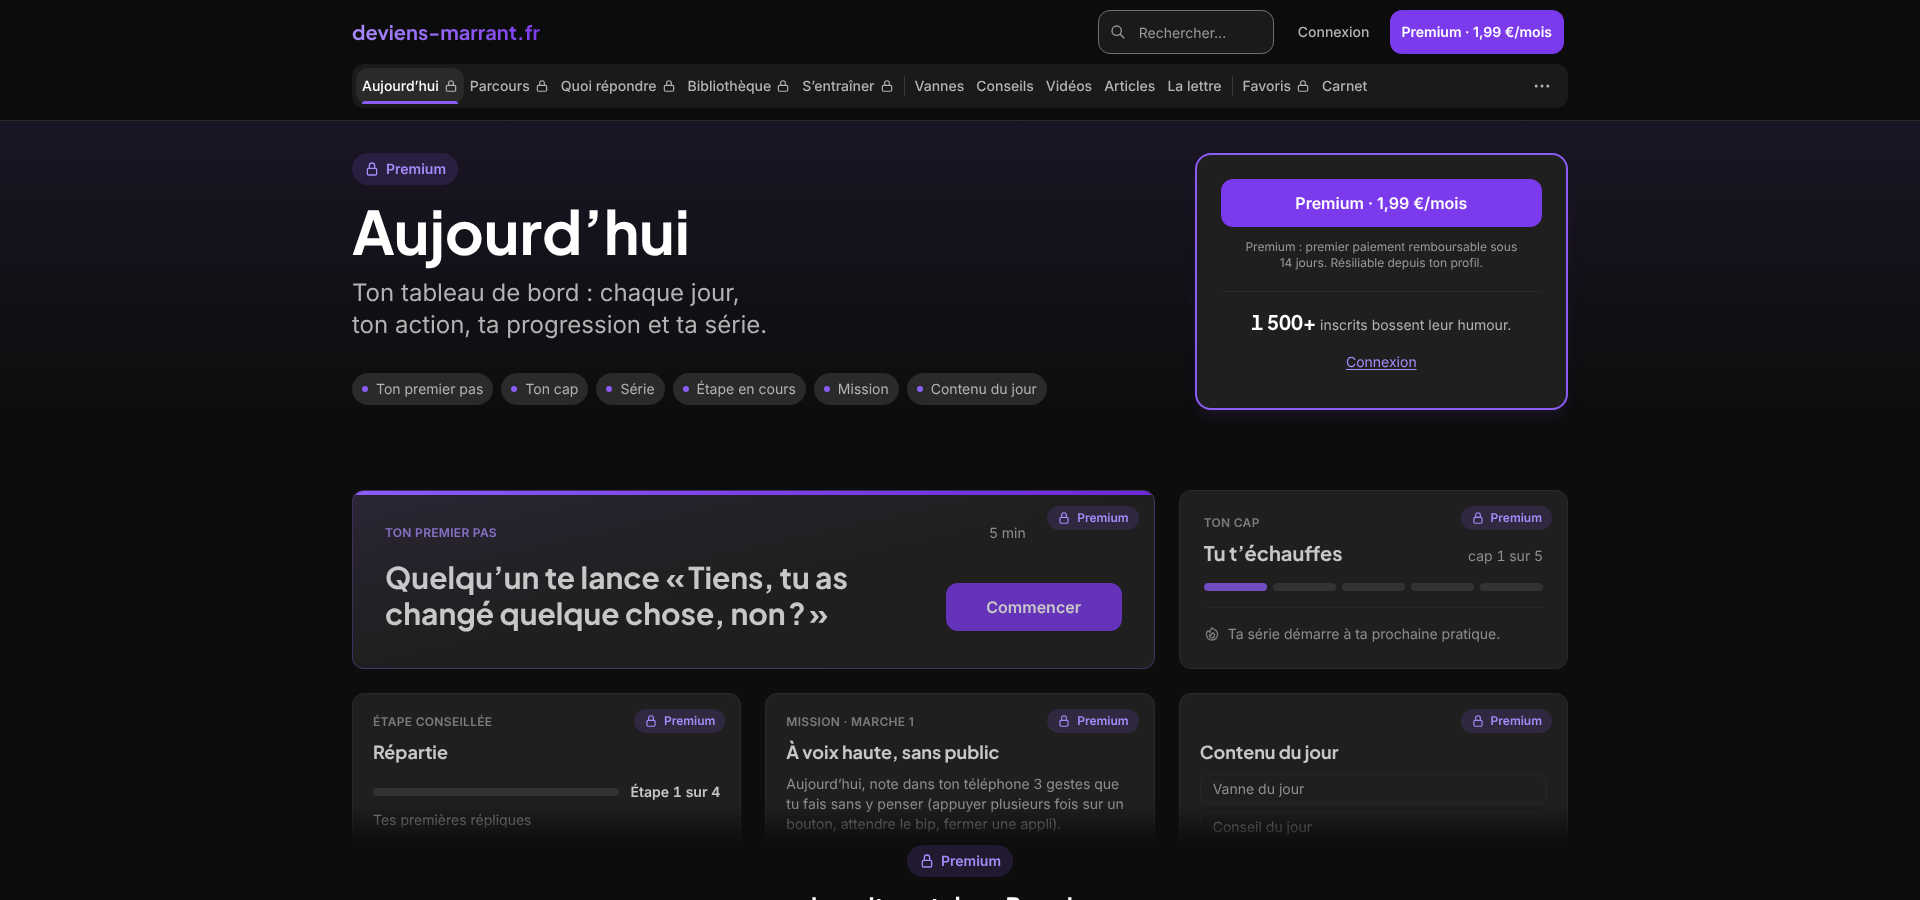 deviens-marrant.fr
Rechercher...
Connexion
Premium · 1,99 €/mois
Aujourd’hui
Parcours
Quoi répondre
Bibliothèque
S’entraîner
Vannes
Conseils
Vidéos
Articles
La lettre
Favoris
Carnet
Premium
Aujourd’hui
Ton tableau de bord : chaque jour,
ton action, ta progression et ta série.
Ton premier pas
Ton cap
Série
Étape en cours
Mission
Contenu du jour
Premium · 1,99 €/mois
Premium : premier paiement remboursable sous
14 jours. Résiliable depuis ton profil.
1 500+ inscrits bossent leur humour.
Connexion
TON PREMIER PAS
5 min
Premium
Quelqu’un te lance « Tiens, tu as
changé quelque chose, non ? »
Commencer
TON CAP
Premium
Tu t’échauffes
cap 1 sur 5
Ta série démarre à ta prochaine pratique.
ÉTAPE CONSEILLÉE
Premium
Répartie
Étape 1 sur 4
Tes premières répliques
MISSION · MARCHE 1
Premium
À voix haute, sans public
Aujourd’hui, note dans ton téléphone 3 gestes que
tu fais sans y penser (appuyer plusieurs fois sur un
bouton, attendre le bip, fermer une appli).
Premium
Contenu du jour
Vanne du jour
Conseil du jour
Premium